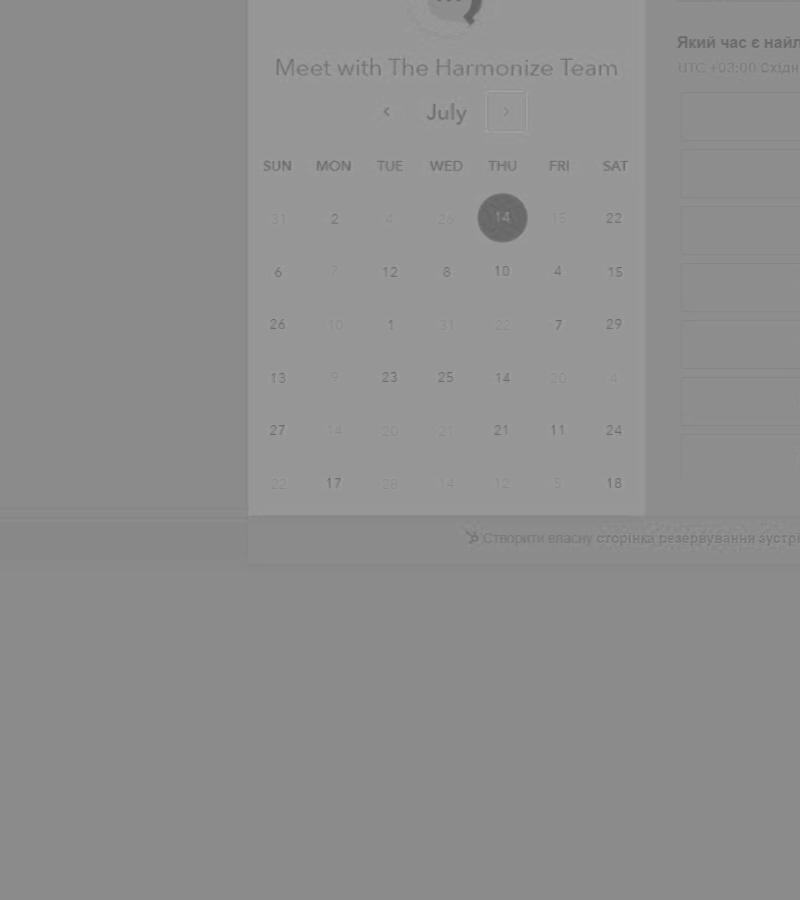 Meet with The Harmonize Team
July
SUN MON TUE WED THU FRI SAT
31 2 4 26 14 15 22
6 7 12 8 10 4 15
26 10 1 31 22 7 29
13 9 23 25 14 20 4
27 14 20 21 21 11 24
22 17 28 14 12 5 18
Який час є
UTC +03:00
Створити власну сторінка резервування